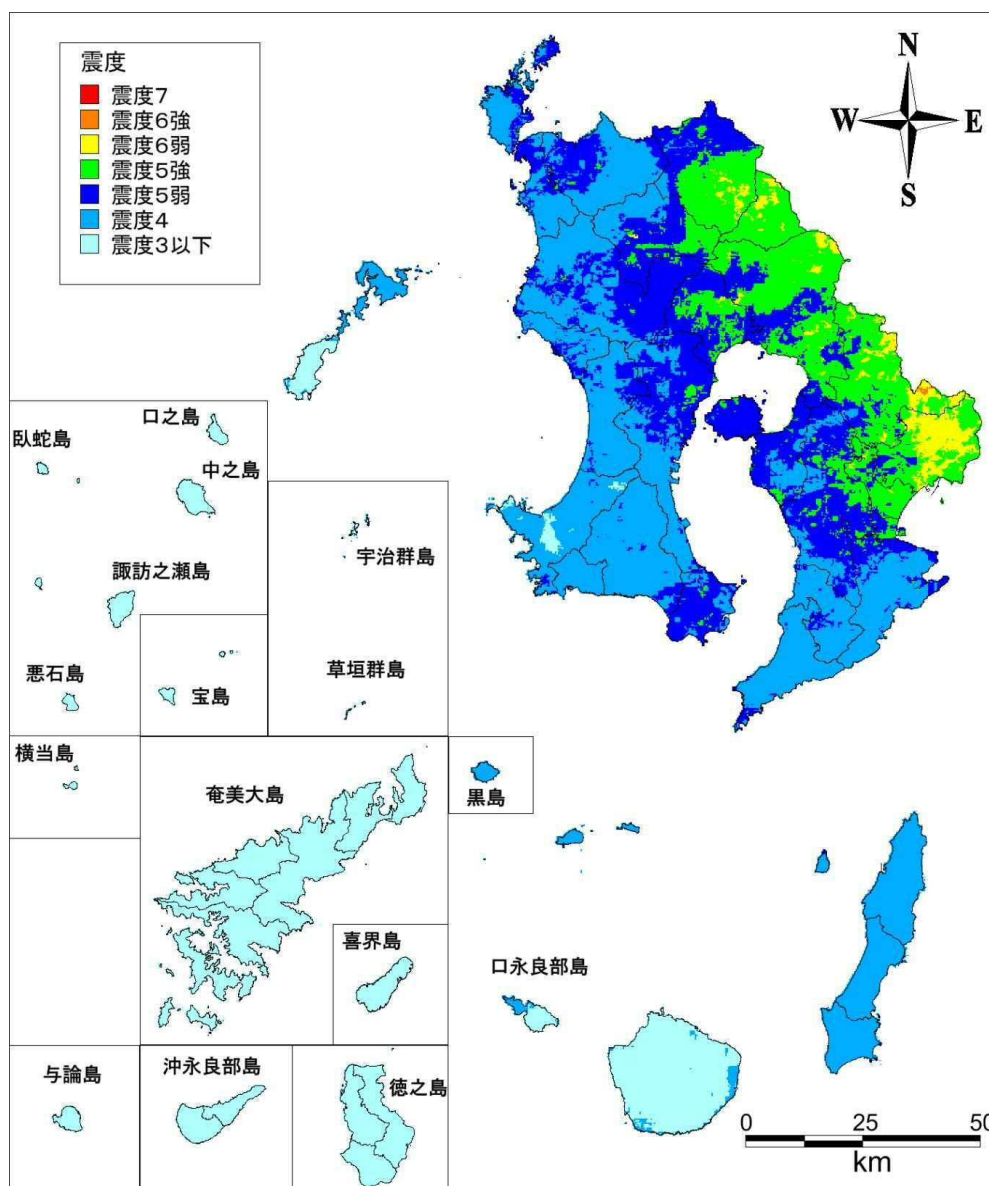 震度
震度7
震度6強
震度6弱
震度5強
震度5弱
震度4
震度3以下
N
W
E
S
口之島
臥蛇島
中之島
諏訪之瀬島
悪石島
宝島
宇治群島
草垣群島
横当島
奄美大島
黒島
喜界島
口永良部島
与論島
沖永良部島
徳之島
0 25 50
km